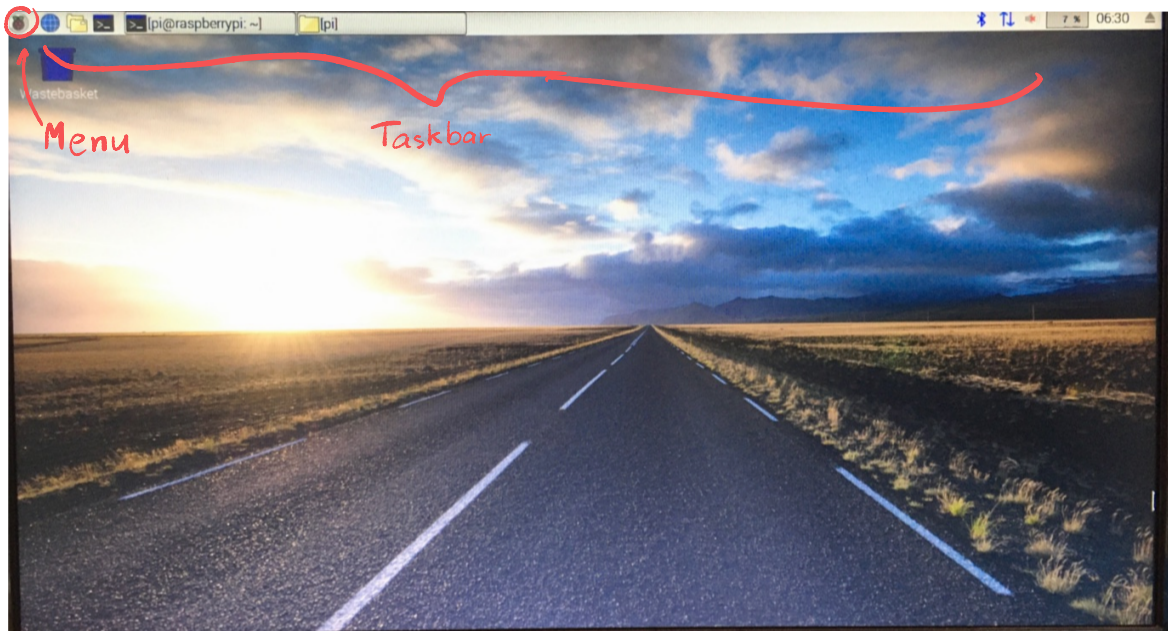 [pi@raspberrypi: ~]
[pi]
7 %
06:30
Wastebasket
Menu
Taskbar